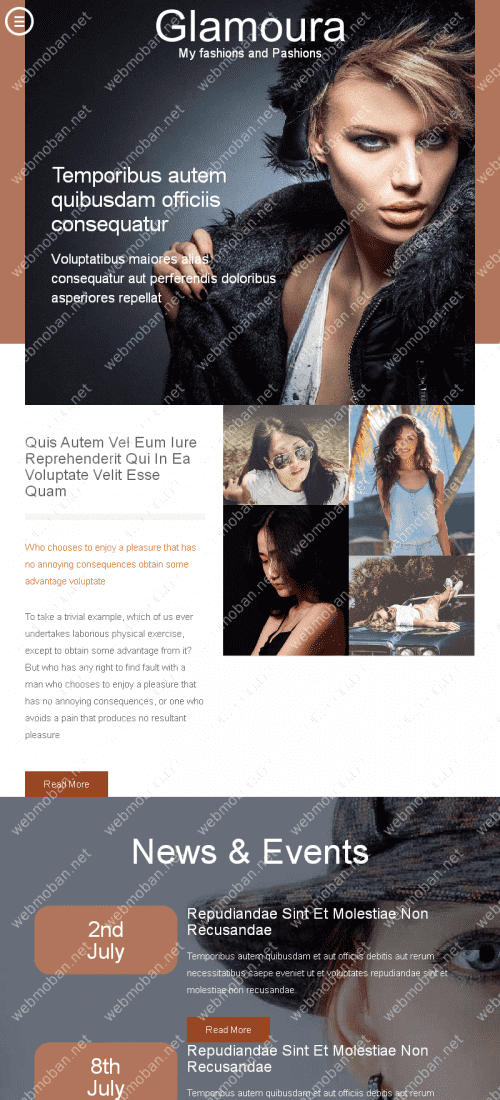 Glamoura
My fashions and Pashions
Temporibus autem
quibusdam officiis
consequatur
Voluptatibus maiores alias
consequatur aut perferendis doloribus
asperiores repellat
Quis Autem Vel Eum Iure
Reprehenderit Qui In Ea
Voluptate Velit Esse
Quam
Who chooses to enjoy a pleasure that has
no annoying consequences obtain some
advantage voluptate
To take a trivial example, which of us ever
undertakes laborious physical exercise,
except to obtain some advantage from it?
But who has any right to find fault with a
man who chooses to enjoy a pleasure that
has no annoying consequences, or one who
avoids a pain that produces no resultant
pleasure
Read More
News & Events
2nd
July
Repudiandae Sint Et Molestiae Non
Recusandae
Temporibus autem quibusdam et aut officiis debitis aut rerum
necessitatibus saepe eveniet ut et voluptates repudiandae sint et
molestiae non recusandae.
Read More
8th
July
Repudiandae Sint Et Molestiae Non
Recusandae
Temporibus autem quibusdam et aut officiis debitis aut rerum
webmoban.net